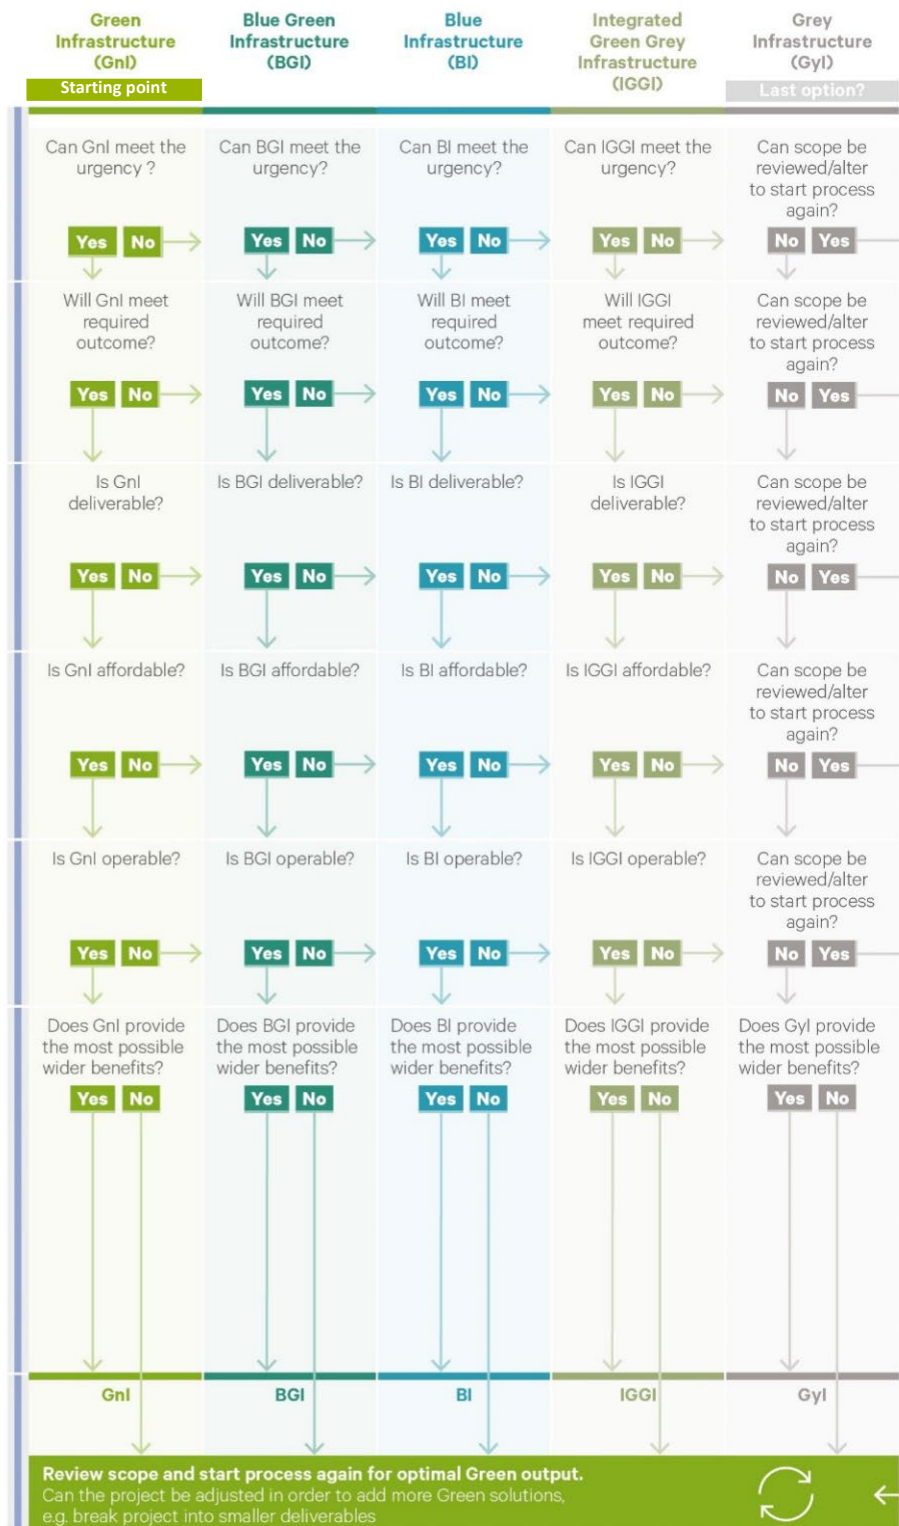 Green
Infrastructure
(GnI)
Starting point
Blue Green
Infrastructure
(BGI)
Blue
Infrastructure
(BI)
Integrated
Green Grey
Infrastructure
(IGGI)
Grey
Infrastructure
(GyI)
Last option?
Can GnI meet the
urgency ?
Yes No
Can BGI meet the
urgency?
Yes No
Can BI meet the
urgency?
Yes No
Can IGGI meet the
urgency?
Yes No
Can scope be
reviewed/alter
to start process
again?
No Yes
Will GnI meet
required
outcome?
Yes No
Will BGI meet
required
outcome?
Yes No
Will BI meet
required
outcome?
Yes No
Will IGGI
meet required
outcome?
Yes No
Can scope be
reviewed/alter
to start process
again?
No Yes
Is GnI
deliverable?
Yes No
Is BGI deliverable?
Yes No
Is BI deliverable?
Yes No
Is IGGI
deliverable?
Yes No
Can scope be
reviewed/alter
to start process
again?
No Yes
Is GnI affordable?
Yes No
Is BGI affordable?
Yes No
Is BI affordable?
Yes No
Is IGGI affordable?
Yes No
Can scope be
reviewed/alter
to start process
again?
No Yes
Is GnI operable?
Yes No
Is BGI operable?
Yes No
Is BI operable?
Yes No
Is IGGI operable?
Yes No
Can scope be
reviewed/alter
to start process
again?
No Yes
Does GnI provide
the most possible
wider benefits?
Yes No
Does BGI provide
the most possible
wider benefits?
Yes No
Does BI provide
the most possible
wider benefits?
Yes No
Does IGGI provide
the most possible
wider benefits?
Yes No
Does GyI provide
the most possible
wider benefits?
Yes No
GnI
BGI
BI
IGGI
GyI
Review scope and start process again for optimal Green output.
Can the project be adjusted in order to add more Green solutions,
e.g. break project into smaller deliverables